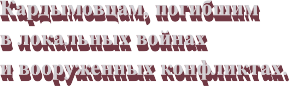 Кардымовцам, погибшим
в локальных войнах
и вооруженных конфликтах.